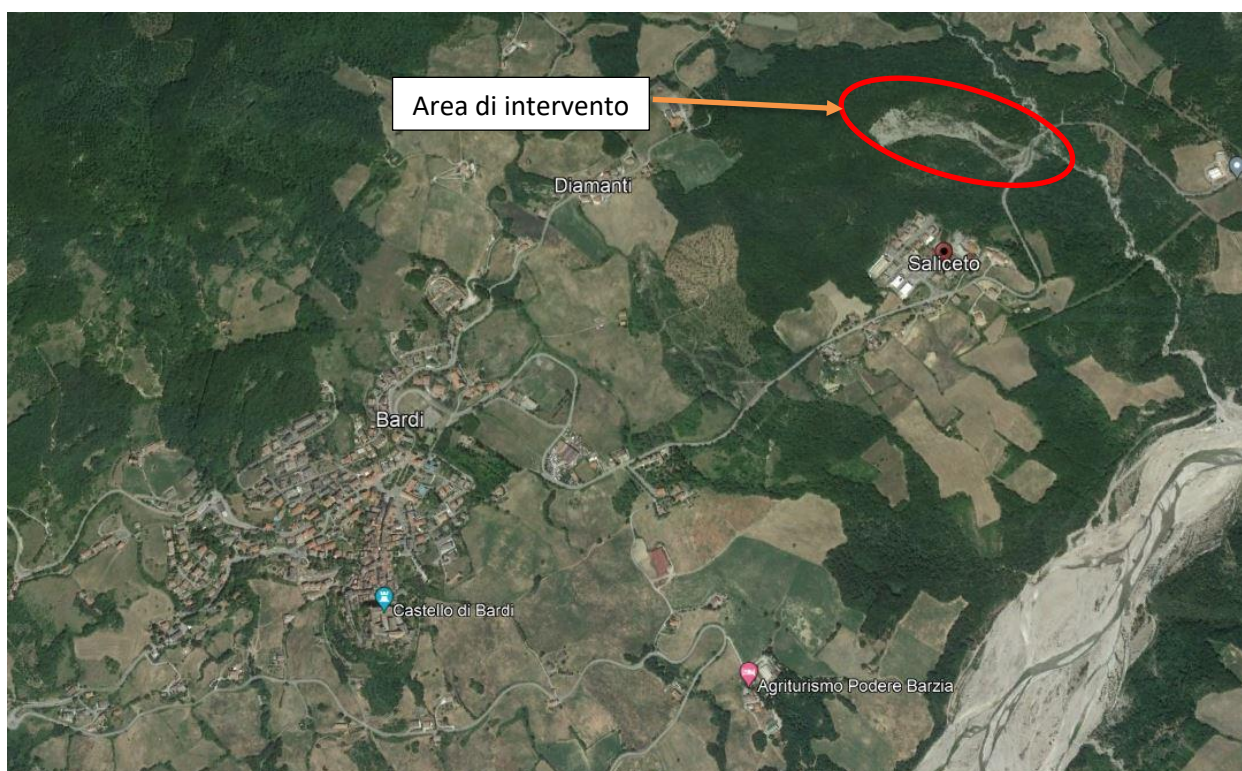 Area di intervento
Diamanti
Saliceto
Bardi
Castello di Bardi
Agriturismo Podere Barzia